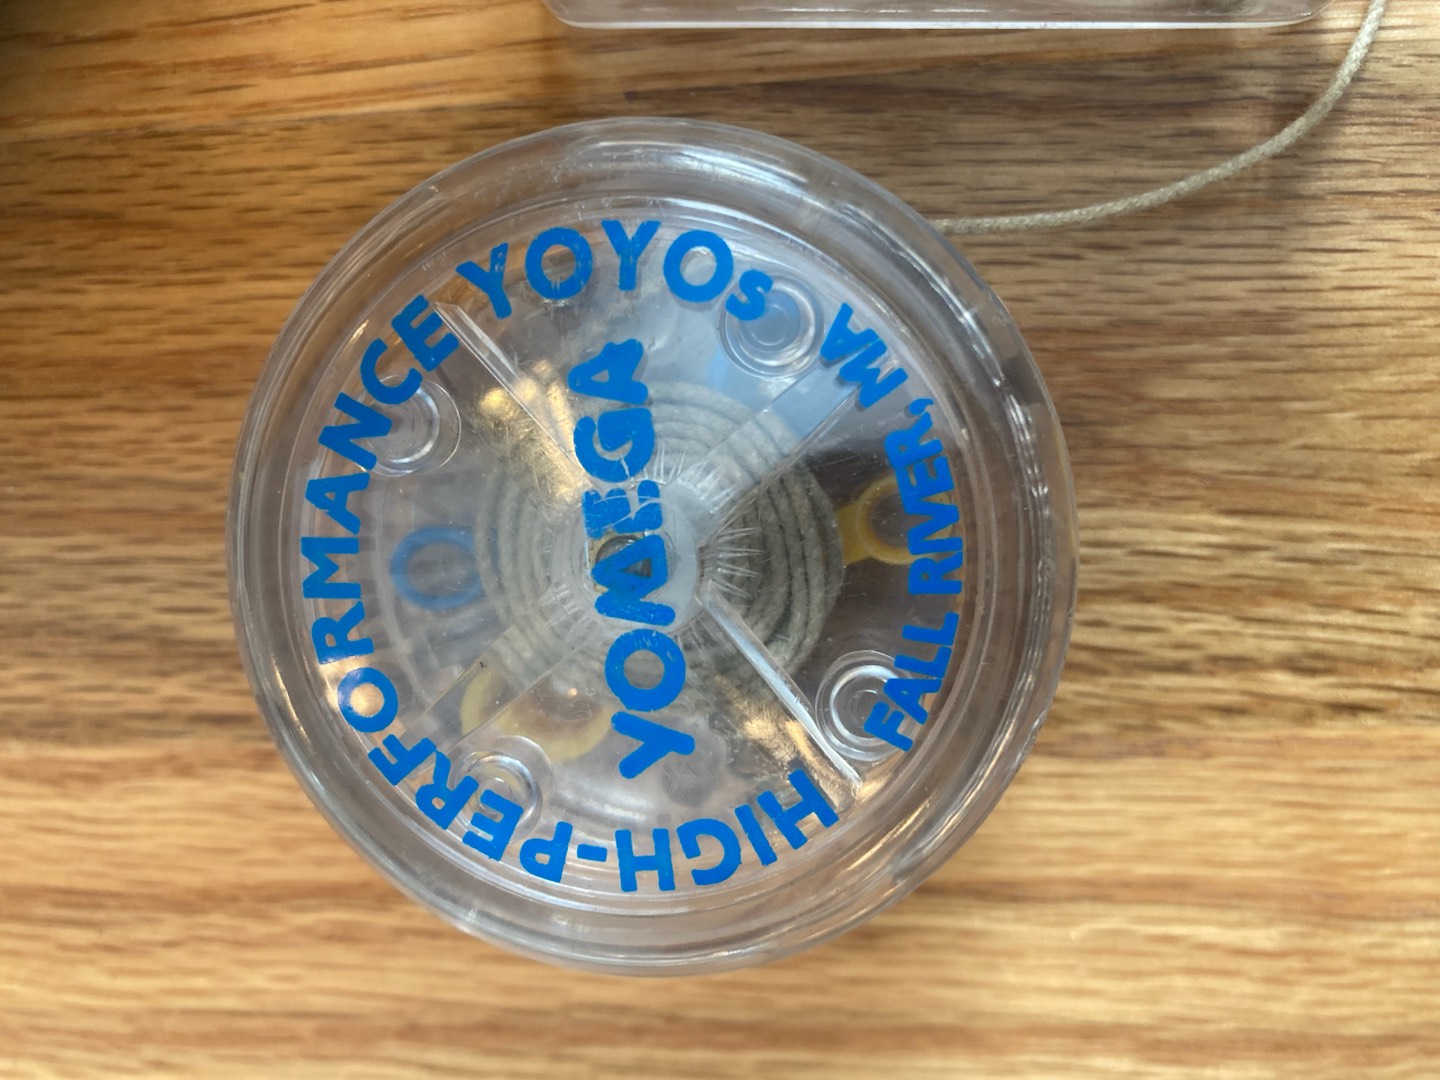 HIGH-PERFORMANCE YOYOs
YOMEGA
FALL RIVER, MA